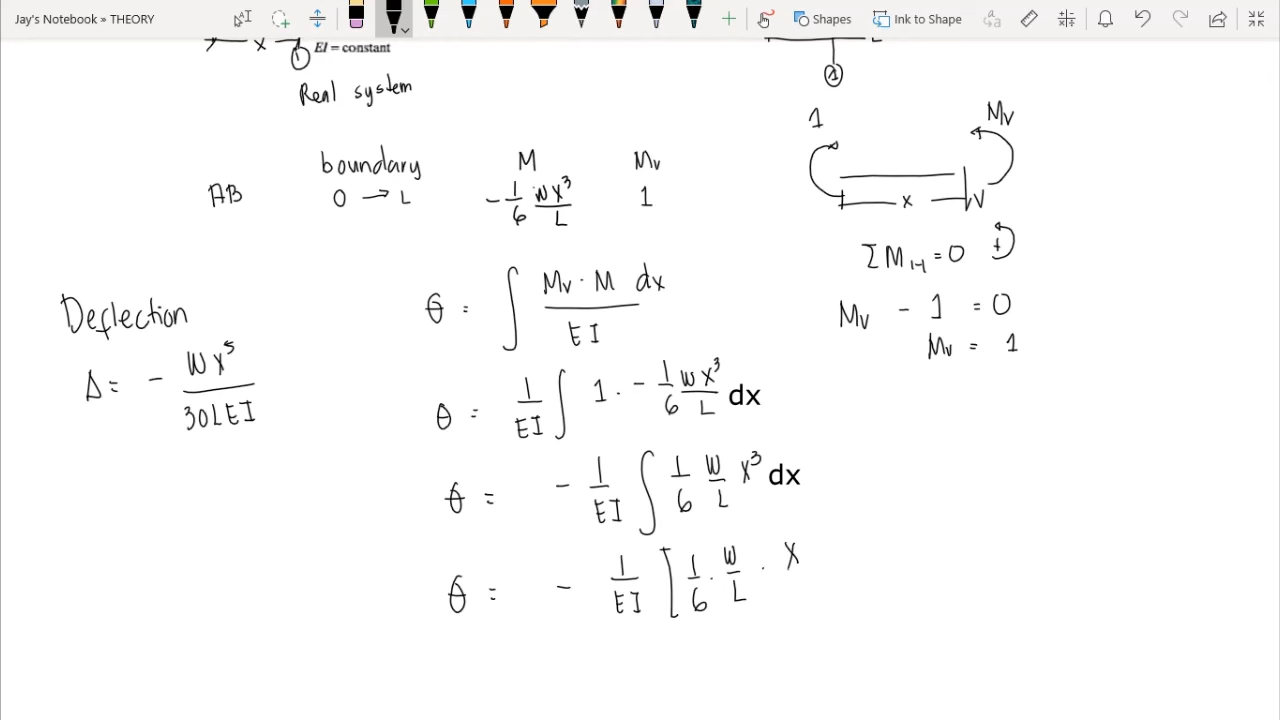 Jay's Notebook » THEORY
Shapes
Ink to Shape
x
EI = constant
Real system
1
1
Mv
boundary M Mv
AB 0 → L - 1/6 wx³/L 1
x
V
ΣM_H = 0 +
Mv - 1 = 0
Mv = 1
Deflection
Δ = - wx⁵/30LEI
θ = ∫ Mv · M dx / EI
θ = 1/EI ∫ 1 · - 1/6 wx³/L dx
θ = - 1/EI ∫ 1/6 w/L x³ dx
θ = - 1/EI [ 1/6 · w/L · x